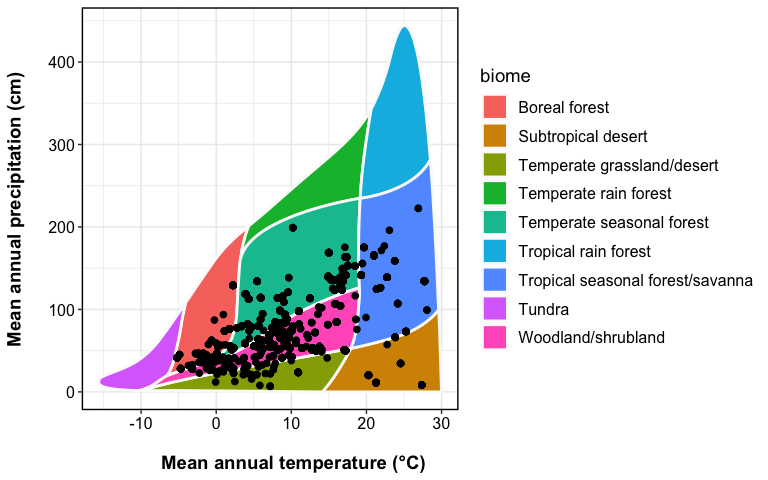 400
300
200
100
0
-10 0 10 20 30
Mean annual precipitation (cm)
Mean annual temperature (°C)
biome
Boreal forest
Subtropical desert
Temperate grassland/desert
Temperate rain forest
Temperate seasonal forest
Tropical rain forest
Tropical seasonal forest/savanna
Tundra
Woodland/shrubland